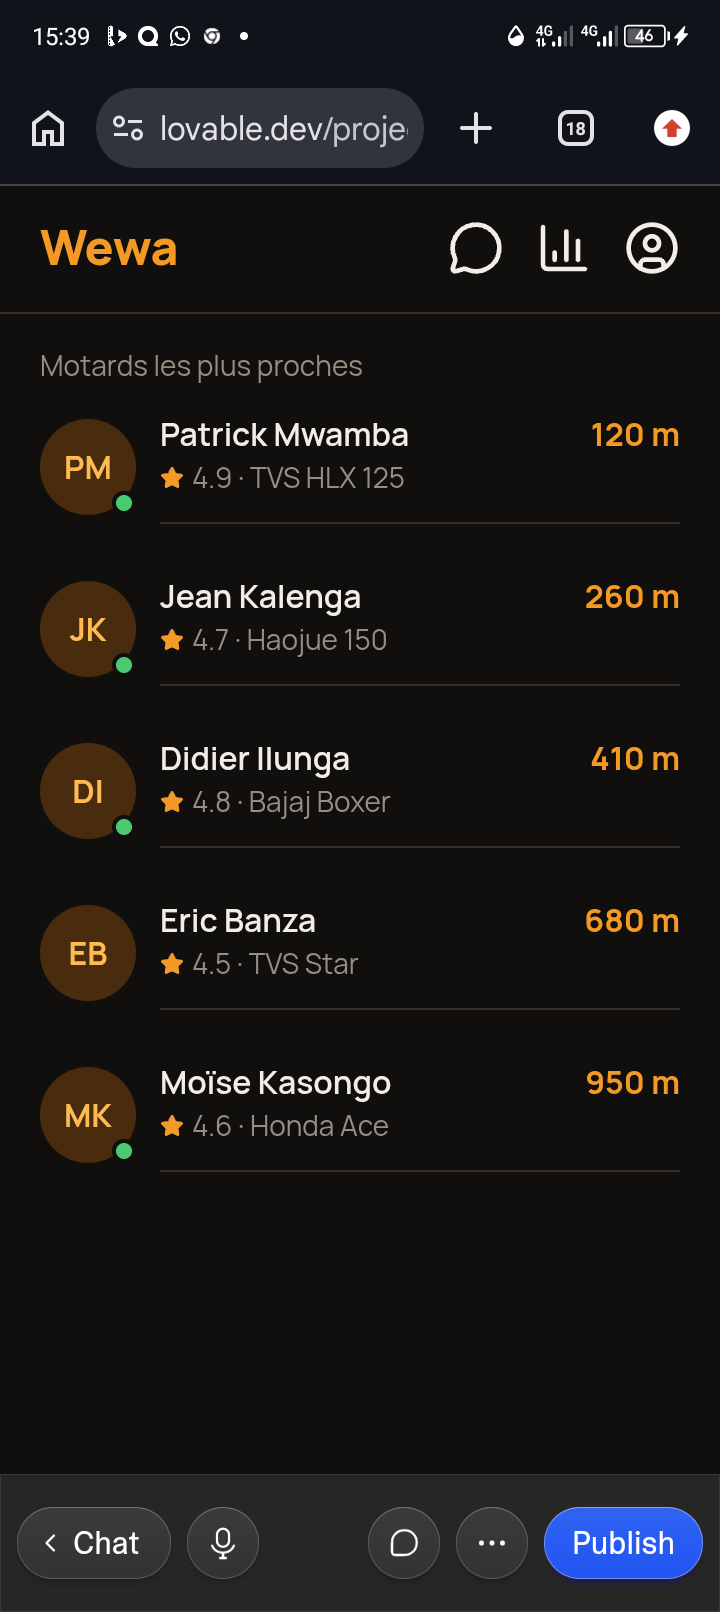 15:39
4G 4G 46
lovable.dev/proje
18
Wewa
Motards les plus proches
PM
Patrick Mwamba
120 m
4.9 · TVS HLX 125
JK
Jean Kalenga
260 m
4.7 · Haojue 150
DI
Didier Ilunga
410 m
4.8 · Bajaj Boxer
EB
Eric Banza
680 m
4.5 · TVS Star
MK
Moïse Kasongo
950 m
4.6 · Honda Ace
Chat
Publish